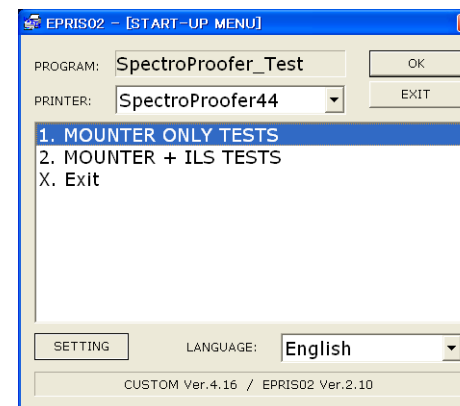 EPRIS02 – [START-UP MENU]
PROGRAM: SpectroProofer_Test OK
PRINTER: SpectroProofer44 EXIT
1. MOUNTER ONLY TESTS
2. MOUNTER + ILS TESTS
X. Exit
SETTING LANGUAGE: English
CUSTOM Ver.4.16 / EPRIS02 Ver.2.10